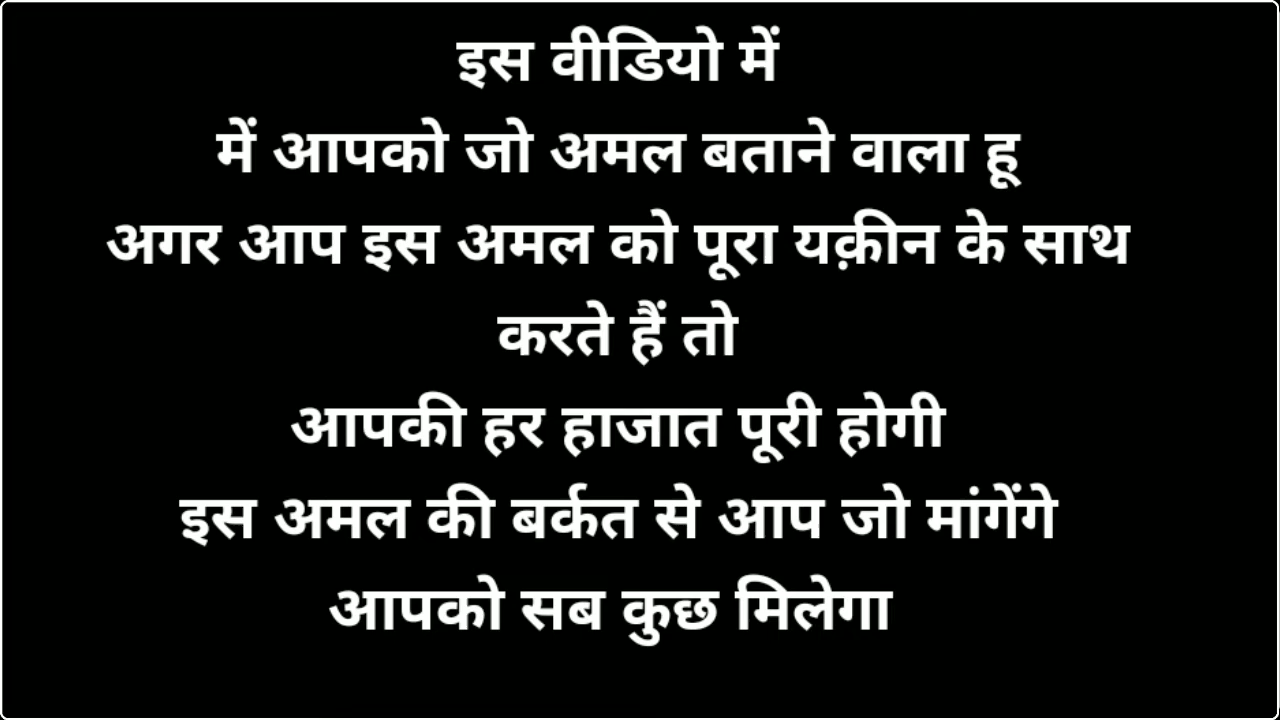 इस वीडियो में
में आपको जो अमल बताने वाला हू
अगर आप इस अमल को पूरा यक़ीन के साथ
करते हैं तो
आपकी हर हाजात पूरी होगी
इस अमल की बर्कत से आप जो मांगेंगे
आपको सब कुछ मिलेगा